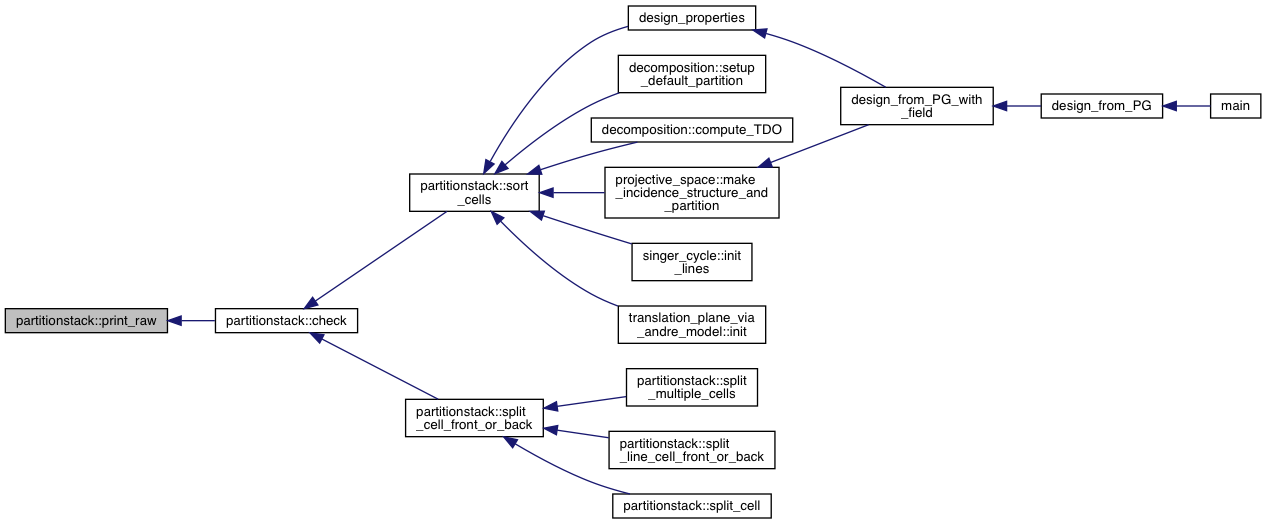 design_properties
decomposition::setup
_default_partition
design_from_PG_with
_field
design_from_PG
main
decomposition::compute_TDO
partitionstack::sort
_cells
projective_space::make
_incidence_structure_and
_partition
singer_cycle::init
_lines
partitionstack::print_raw
partitionstack::check
translation_plane_via
_andre_model::init
partitionstack::split
_multiple_cells
partitionstack::split
_cell_front_or_back
partitionstack::split
_line_cell_front_or_back
partitionstack::split_cell